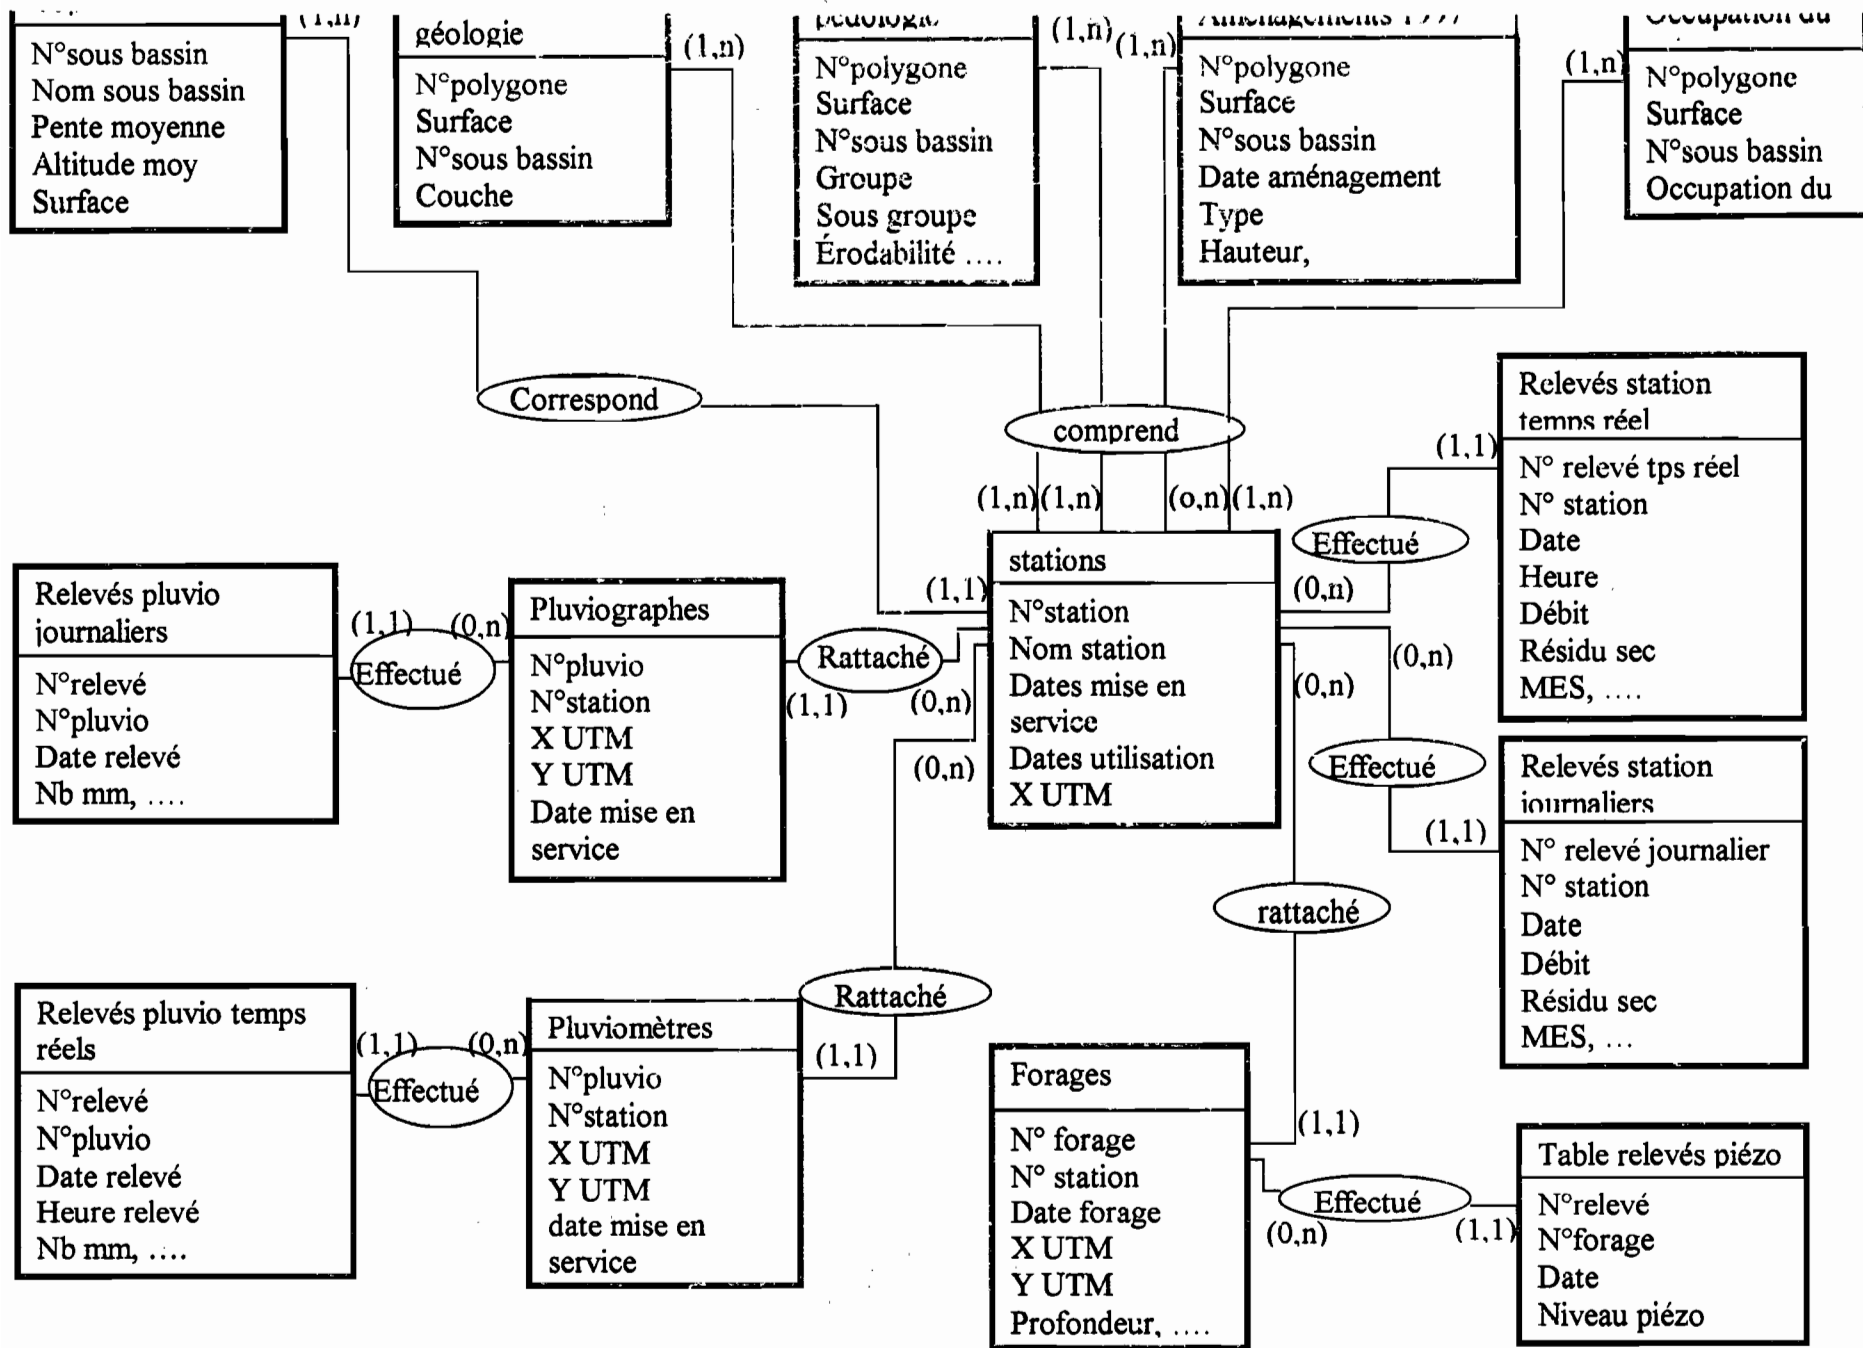 (1,n)
N°sous bassin
Nom sous bassin
Pente moyenne
Altitude moy
Surface
géologie
(1,n)
N°polygone
Surface
N°sous bassin
Couche
pédologie
(1,n)
N°polygone
Surface
N°sous bassin
Groupe
Sous groupe
Érodabilité ....
Aménagements 1997
(1,n)
N°polygone
Surface
N°sous bassin
Date aménagement
Type
Hauteur,
Occupation du
(1,n)
N°polygone
Surface
N°sous bassin
Occupation du
Correspond
comprend
(1,n)
(1,n)
(o,n)
(1,n)
Relevés station
temps réel
(1,1)
N° relevé tps réel
N° station
Date
Heure
Débit
Résidu sec
MES, ....
Effectué
(0,n)
stations
(1,1)
N°station
Nom station
Dates mise en
service
Dates utilisation
X UTM
Relevés pluvio
journaliers
N°relevé
N°pluvio
Date relevé
Nb mm, ....
(1,1)
Effectué
(0,n)
Pluviographes
N°pluvio
N°station
X UTM
Y UTM
Date mise en
service
Rattaché
(1,1)
(0,n)
(0,n)
(0,n)
(0,n)
Effectué
(1,1)
Relevés station
journaliers
N° relevé journalier
N° station
Date
Débit
Résidu sec
MES, ...
rattaché
Rattaché
(1,1)
Relevés pluvio temps
réels
N°relevé
N°pluvio
Date relevé
Heure relevé
Nb mm, ....
(1,1)
Effectué
(0,n)
Pluviomètres
N°pluvio
N°station
X UTM
Y UTM
date mise en
service
Forages
N° forage
N° station
Date forage
X UTM
Y UTM
Profondeur, ....
(1,1)
Effectué
(0,n)
(1,1)
Table relevés piézo
N°relevé
N°forage
Date
Niveau piézo